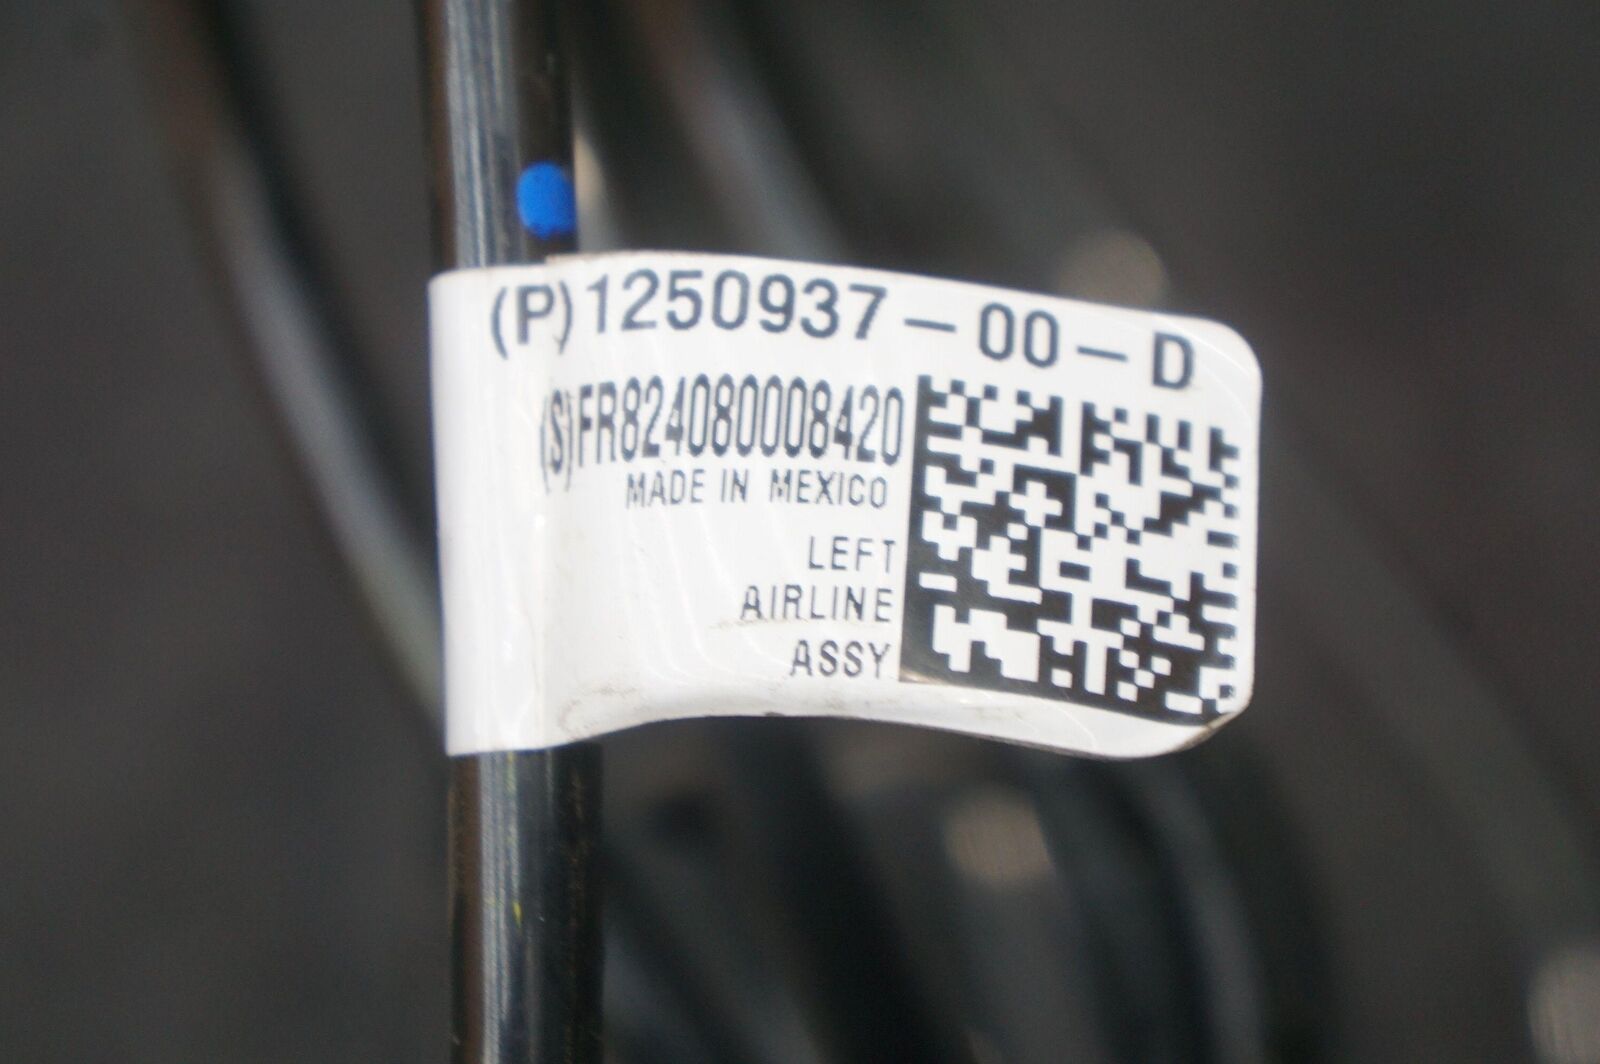 (P)1250937-00-D
(S)FR824080008420
MADE IN MEXICO
LEFT
AIRLINE
ASSY